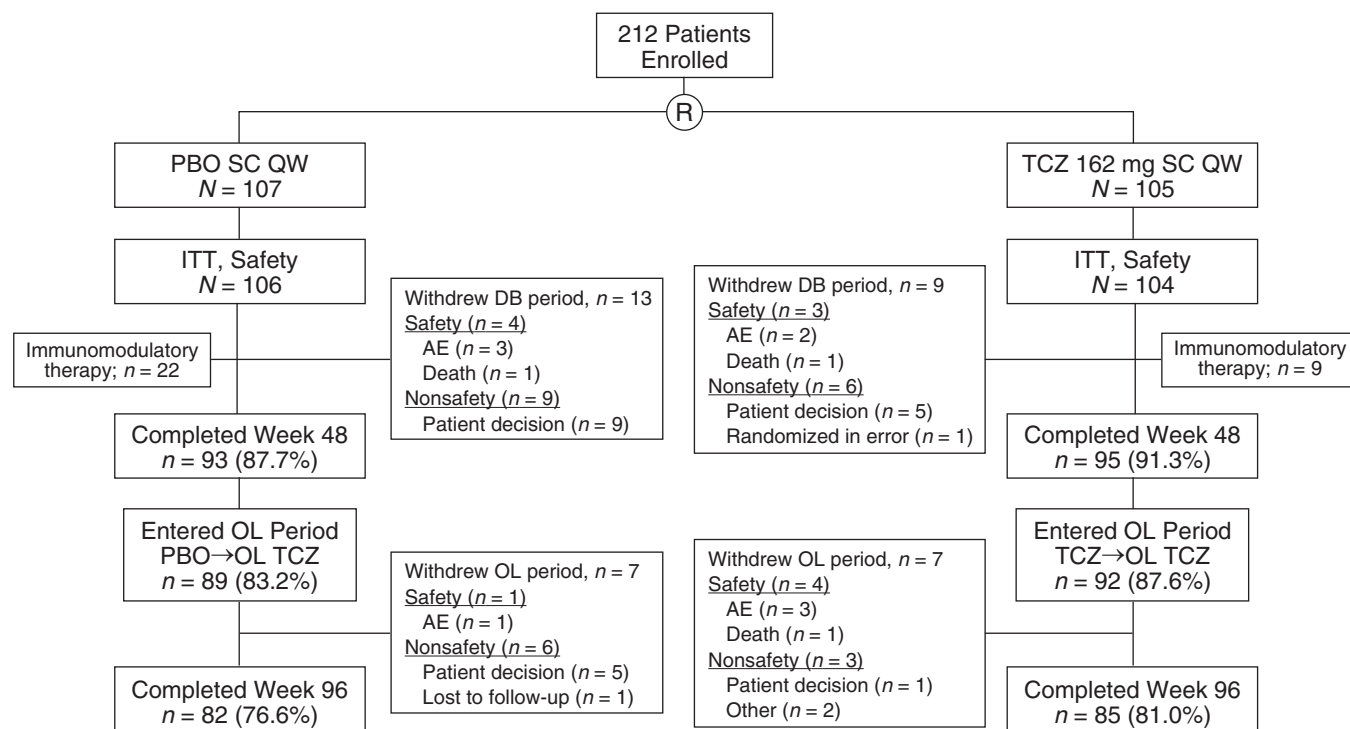 212 Patients
Enrolled
R
PBO SC QW
N = 107
TCZ 162 mg SC QW
N = 105
ITT, Safety
N = 106
ITT, Safety
N = 104
Immunomodulatory
therapy; n = 22
Withdrew DB period, n = 13
Safety (n = 4)
AE (n = 3)
Death (n = 1)
Nonsafety (n = 9)
Patient decision (n = 9)
Withdrew DB period, n = 9
Safety (n = 3)
AE (n = 2)
Death (n = 1)
Nonsafety (n = 6)
Patient decision (n = 5)
Randomized in error (n = 1)
Immunomodulatory
therapy; n = 9
Completed Week 48
n = 93 (87.7%)
Completed Week 48
n = 95 (91.3%)
Entered OL Period
PBO→OL TCZ
n = 89 (83.2%)
Entered OL Period
TCZ→OL TCZ
n = 92 (87.6%)
Withdrew OL period, n = 7
Safety (n = 1)
AE (n = 1)
Nonsafety (n = 6)
Patient decision (n = 5)
Lost to follow-up (n = 1)
Withdrew OL period, n = 7
Safety (n = 4)
AE (n = 3)
Death (n = 1)
Nonsafety (n = 3)
Patient decision (n = 1)
Other (n = 2)
Completed Week 96
n = 82 (76.6%)
Completed Week 96
n = 85 (81.0%)